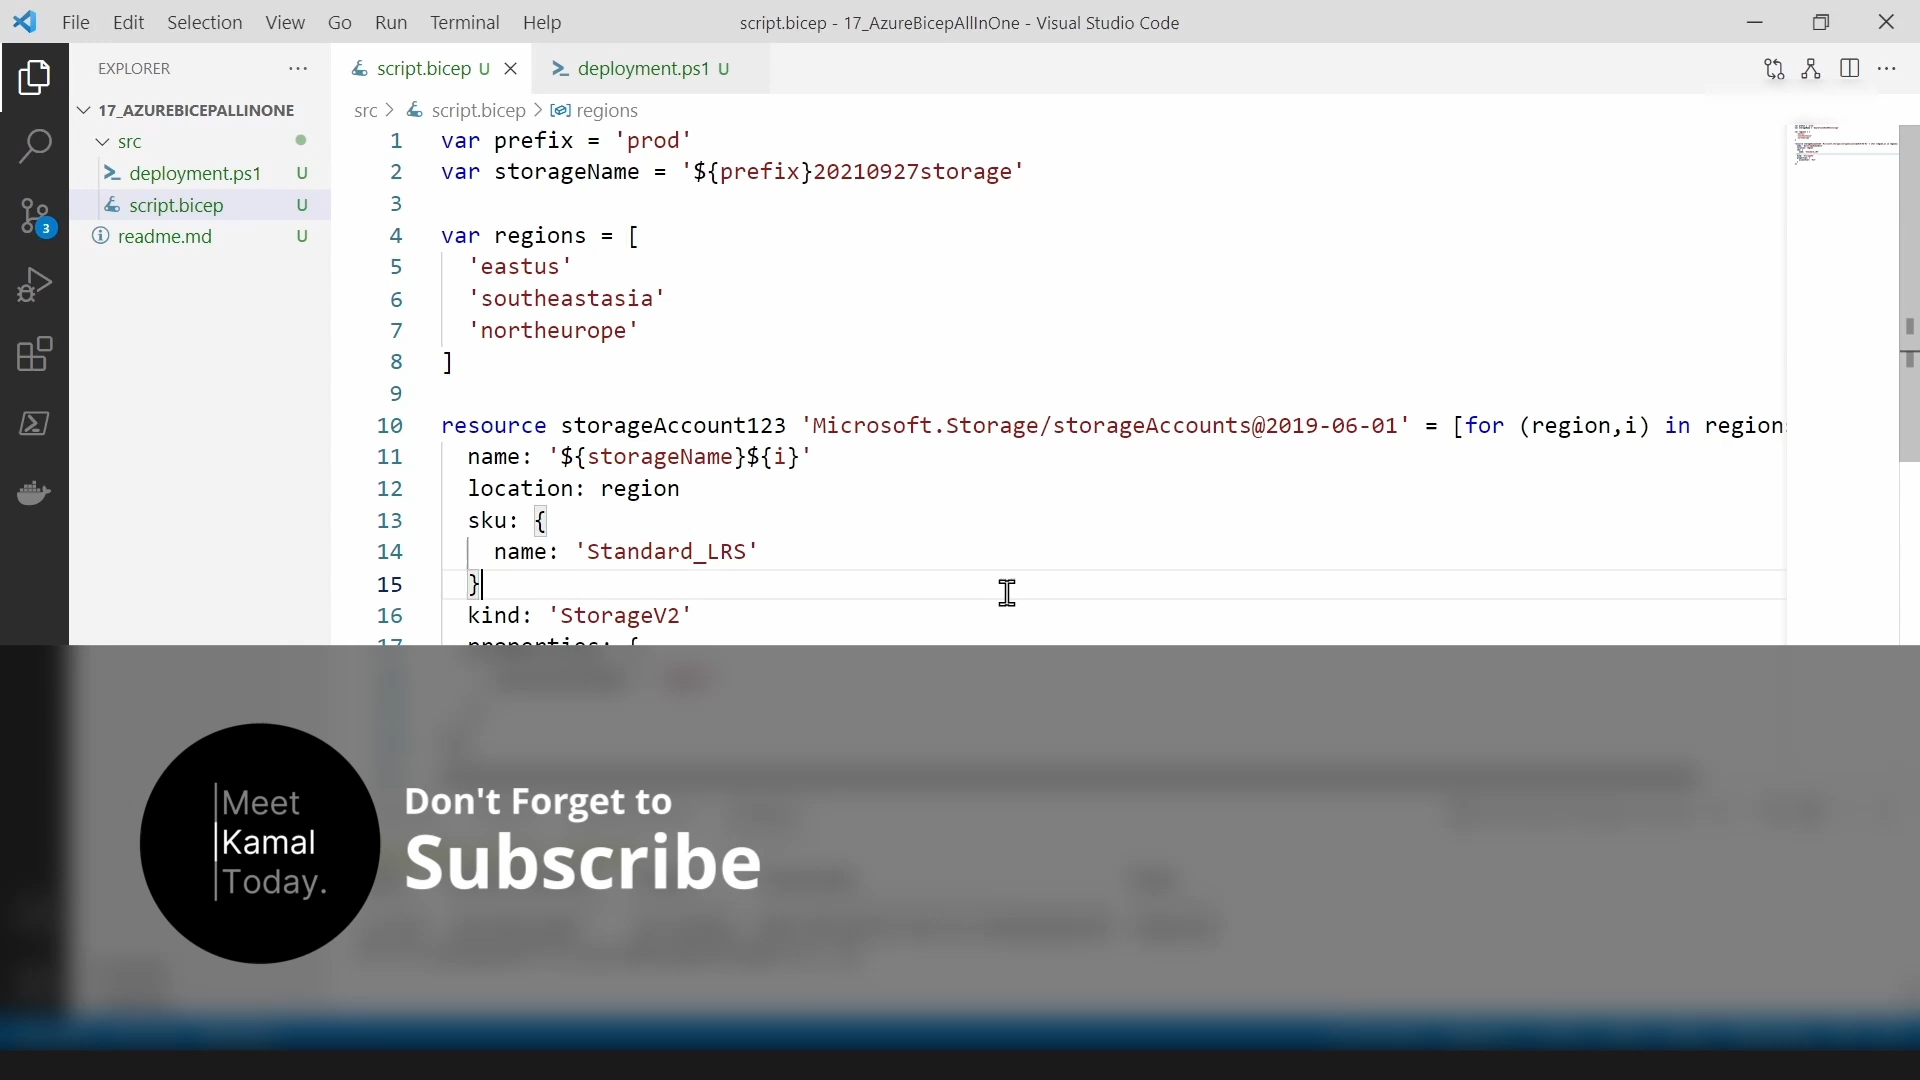 File Edit Selection View Go Run Terminal Help
script.bicep - 17_AzureBicepAllInOne - Visual Studio Code
EXPLORER
17_AZUREBICEPALLINONE
src
deployment.ps1 U
script.bicep U
readme.md U
3
script.bicep U
deployment.ps1 U
src > script.bicep > regions
1 var prefix = 'prod'
2 var storageName = '${prefix}20210927storage'
3
4 var regions = [
5 'eastus'
6 'southeastasia'
7 'northeurope'
8 ]
9
10 resource storageAccount123 'Microsoft.Storage/storageAccounts@2019-06-01' = [for (region,i) in region
11 name: '${storageName}${i}'
12 location: region
13 sku: {
14 name: 'Standard_LRS'
15 }
16 kind: 'StorageV2'
17 properties: {
Meet
Kamal
Today.
Don't Forget to
Subscribe